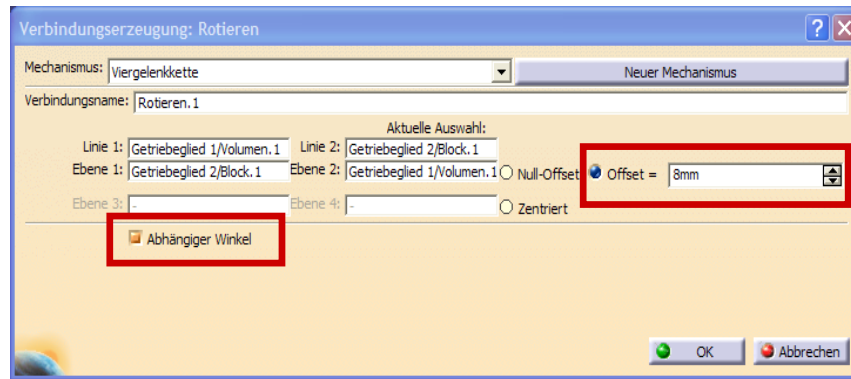 Verbindungserzeugung: Rotieren
Mechanismus: Viergelenkkette Neuer Mechanismus
Verbindungsname: Rotieren.1
Aktuelle Auswahl:
Linie 1: Getriebeglied 1/Volumen.1 Linie 2: Getriebeglied 2/Block.1
Ebene 1: Getriebeglied 2/Block.1 Ebene 2: Getriebeglied 1/Volumen.1 Null-Offset Offset = 8mm
Ebene 3: - Ebene 4: - Zentriert
Abhängiger Winkel
OK Abbrechen